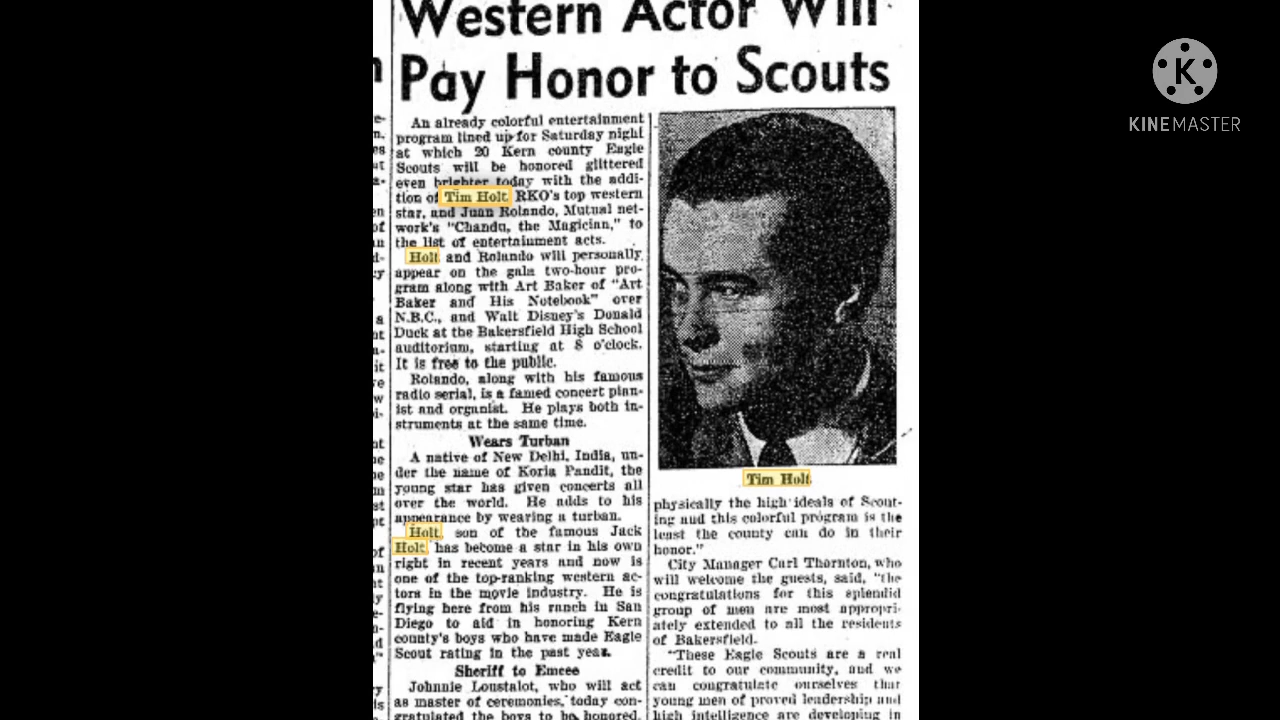 Western Actor Will
Pay Honor to Scouts
An already colorful entertainment
program lined up for Saturday night
at which 20 Kern county Eagle
Scouts will be honored glittered
even brighter today with the addi-
tion of Tim Holt, RKO's top western
star, and Juan Rolando, Mutual net-
work's "Chandu, the Magician," to
the list of entertainment acts.
Holt and Rolando will personally
appear on the gala two-hour pro-
gram along with Art Baker of "Art
Baker and His Notebook" over
N.B.C., and Walt Disney's Donald
Duck at the Bakersfield High School
auditorium, starting at 8 o'clock.
It is free to the public.
Rolando, along with his famous
radio serial, is a famed concert pian-
ist and organist. He plays both in-
struments at the same time.
Wears Turban
A native of New Delhi, India, un-
der the name of Korla Pandit, the
young star has given concerts all
over the world. He adds to his
appearance by wearing a turban.
Holt, son of the famous Jack
Holt, has become a star in his own
right in recent years and now is
one of the top-ranking western ac-
tors in the movie industry. He is
flying here from his ranch in San
Diego to aid in honoring Kern
county's boys who have made Eagle
Scout rating in the past year.
Sheriff to Emcee
Johnnie Loustalot, who will act
as master of ceremonies, today con-
gratulated the boys to be honored.
Tim Holt
physically the high ideals of Scout-
ing and this colorful program is the
least the county can do in their
honor."
City Manager Carl Thornton, who
will welcome the guests, said, "the
congratulations for this splendid
group of men are most appropri-
ately extended to all the residents
of Bakersfield.
"These Eagle Scouts are a real
credit to our community, and we
can congratulate ourselves that
young men of proved leadership and
high intelligence are developing in
KINEMASTER